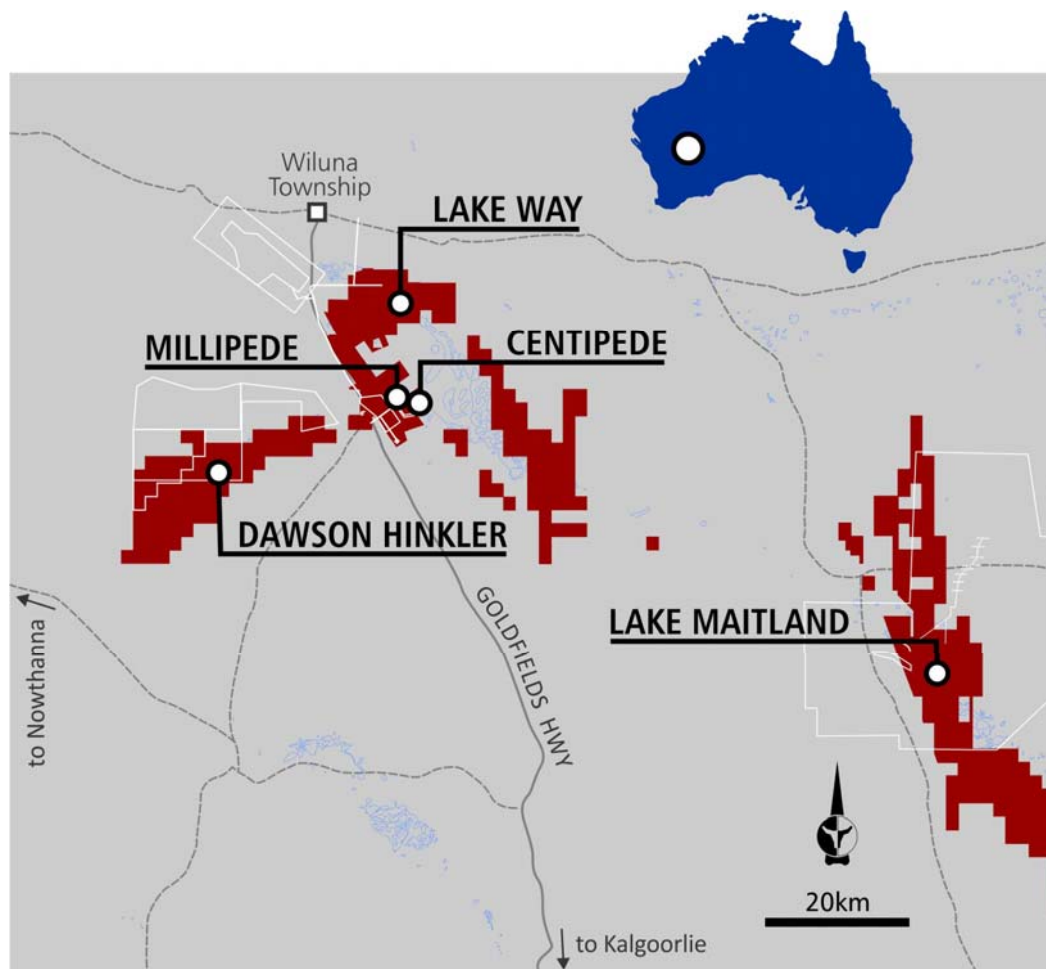 Wiluna
Township
LAKE WAY
MILLIPEDE
CENTIPEDE
DAWSON HINKLER
GOLDFIELDS HWY
LAKE MAITLAND
to Nowthanna
20km
to Kalgoorlie